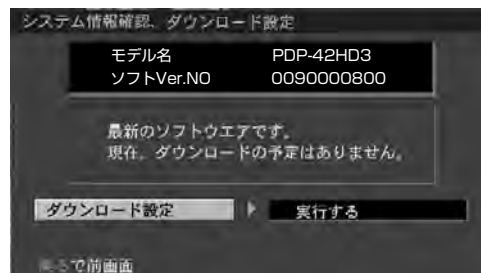 システム情報確認、ダウンロード設定
モデル名 PDP-42HD3
ソフトVer.NO 0090000800
最新のソフトウエアです。
現在、ダウンロードの予定はありません。
ダウンロード設定 実行する
で前画面